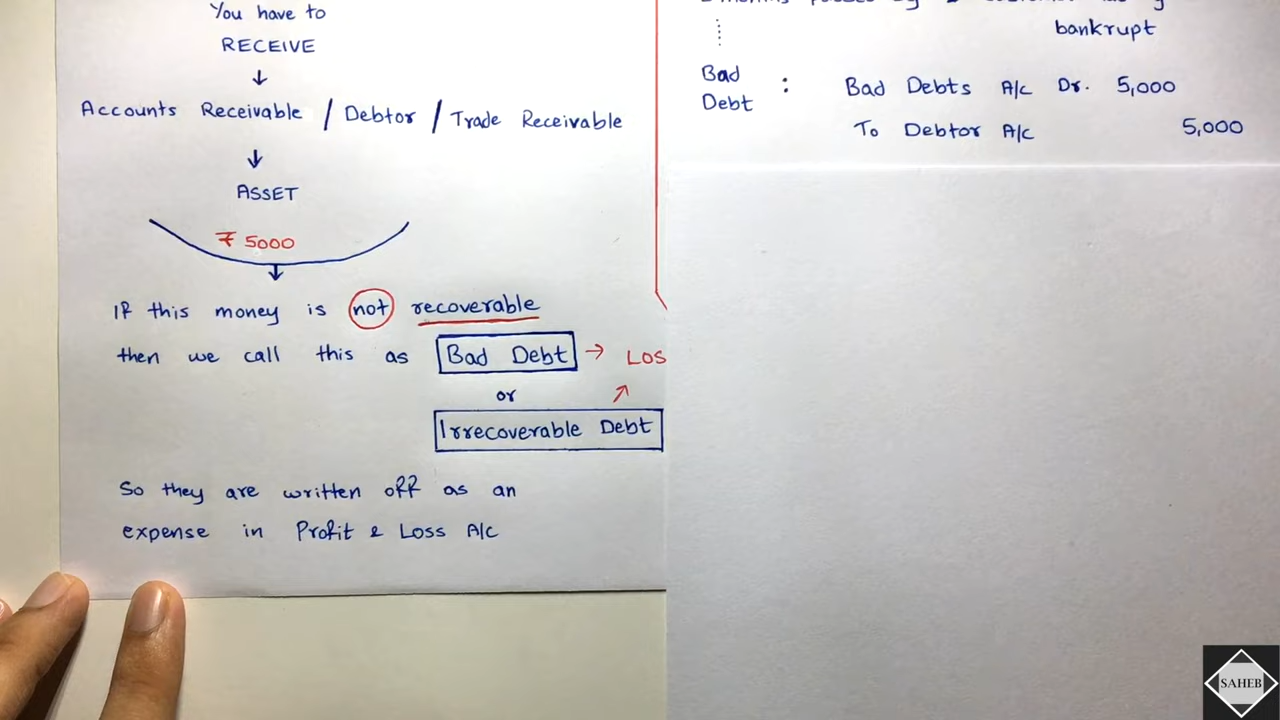 You have to
RECEIVE
Accounts Receivable / Debtor / Trade Receivable
ASSET
₹ 5000
If this money is not recoverable
then we call this as Bad Debt → LOS
or
Irrecoverable Debt
So they are written off as an
expense in Profit & Loss A/c
bankrupt
Bad Debt : Bad Debts A/c Dr. 5,000
To Debtor A/c 5,000
SAHEB